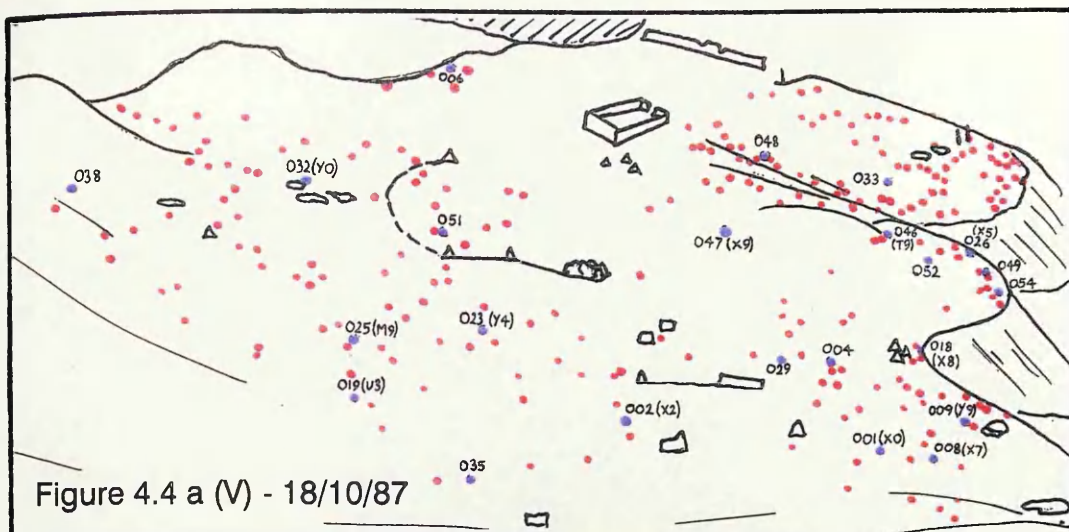 006
048
038
032(Y0)
033
051
047(X9)
046
(T9)
(X5)
026
052
049
054
025(M9)
023(Y4)
018
(X8)
029
004
019(U3)
002(X2)
009(Y9)
001(X0)
008(X7)
035
Figure 4.4 a (V) - 18/10/87